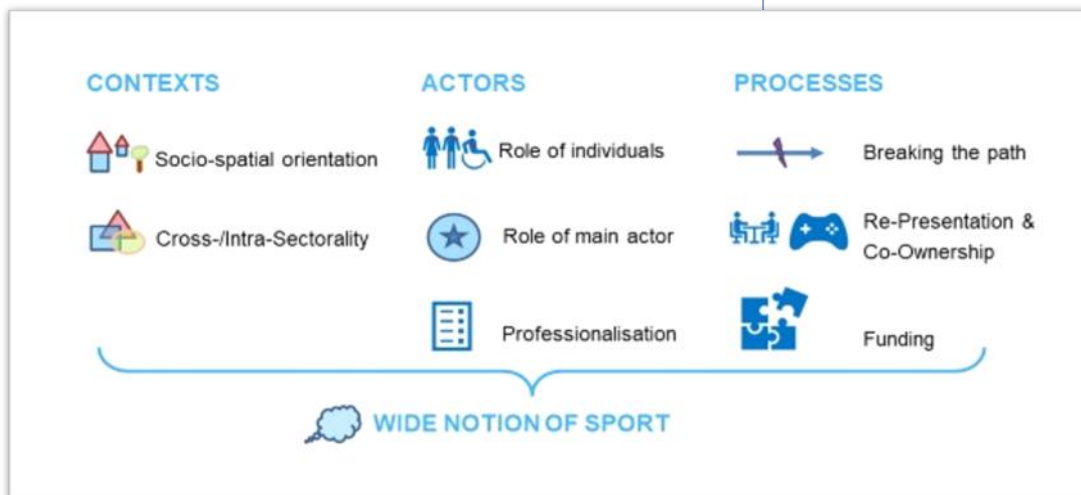 CONTEXTS
Socio-spatial orientation
Cross-/Intra-Sectorality
ACTORS
Role of individuals
Role of main actor
Professionalisation
PROCESSES
Breaking the path
Re-Presentation &
Co-Ownership
Funding
WIDE NOTION OF SPORT